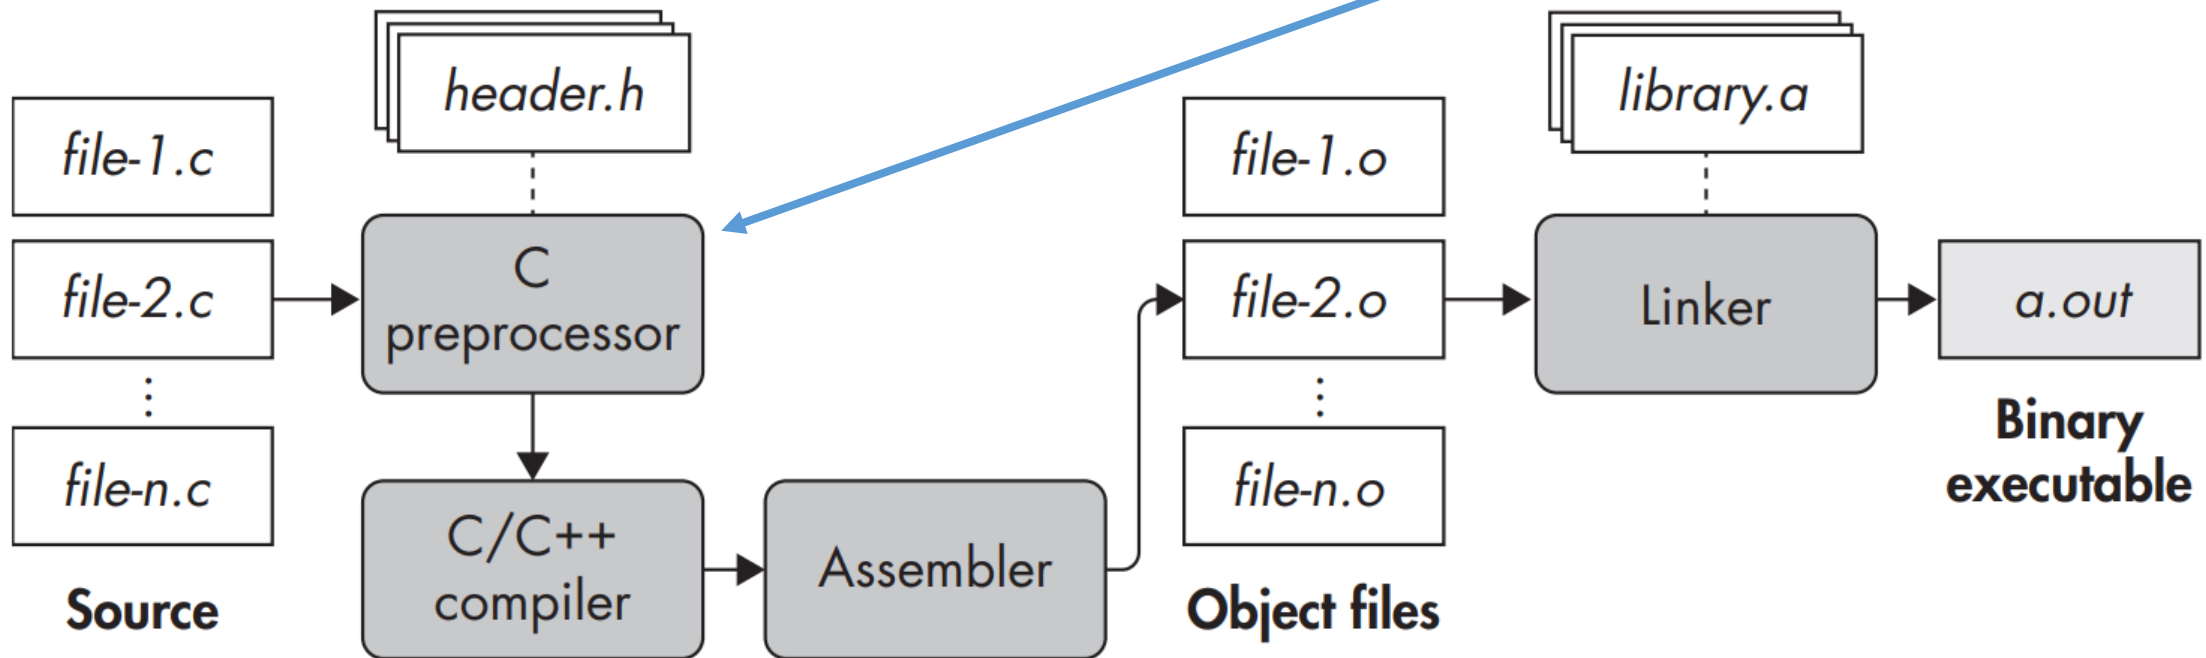 file-1.c
file-2.c
file-n.c
Source
header.h
C
preprocessor
C/C++
compiler
Assembler
file-1.o
file-2.o
file-n.o
Object files
library.a
Linker
a.out
Binary
executable